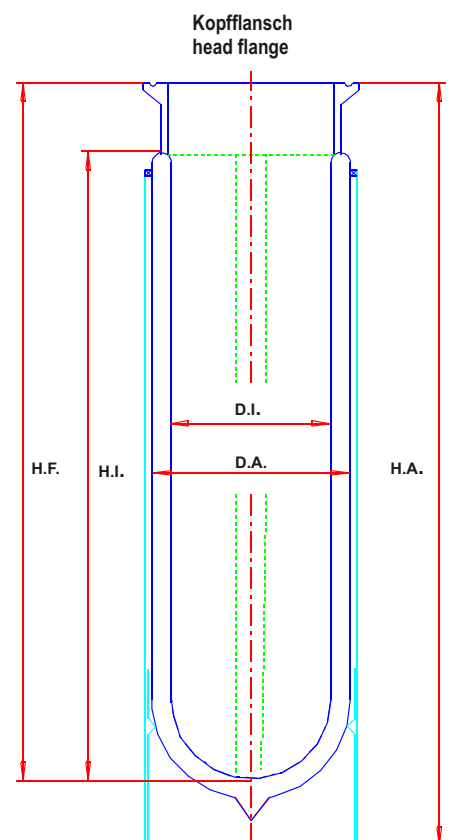 Kopfflansch
head flange
D.I.
D.A.
H.F.
H.I.
H.A.